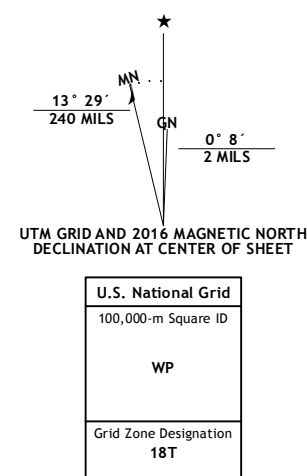 ★
MN
13° 29´
240 MILS
GN
0° 8´
2 MILS
UTM GRID AND 2016 MAGNETIC NORTH
DECLINATION AT CENTER OF SHEET
U.S. National Grid
100,000-m Square ID
WP
Grid Zone Designation
18T